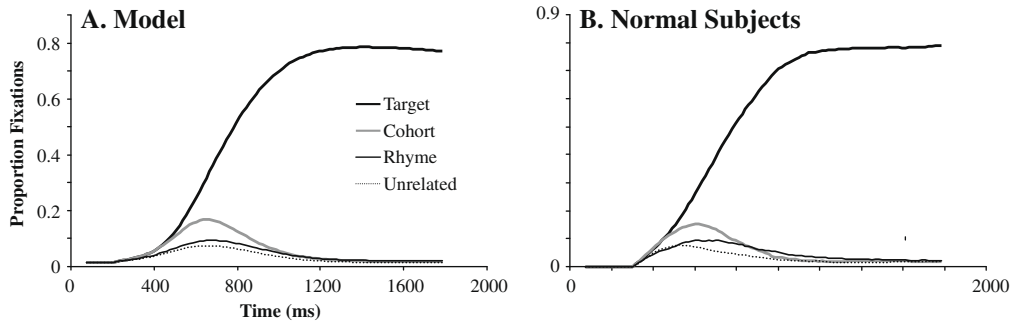 A. Model
B. Normal Subjects
Proportion Fixations
0.8
0.6
0.4
0.2
0
0.9
0
Target
Cohort
Rhyme
Unrelated
0 400 800 1200 1600 2000
Time (ms)
0 2000